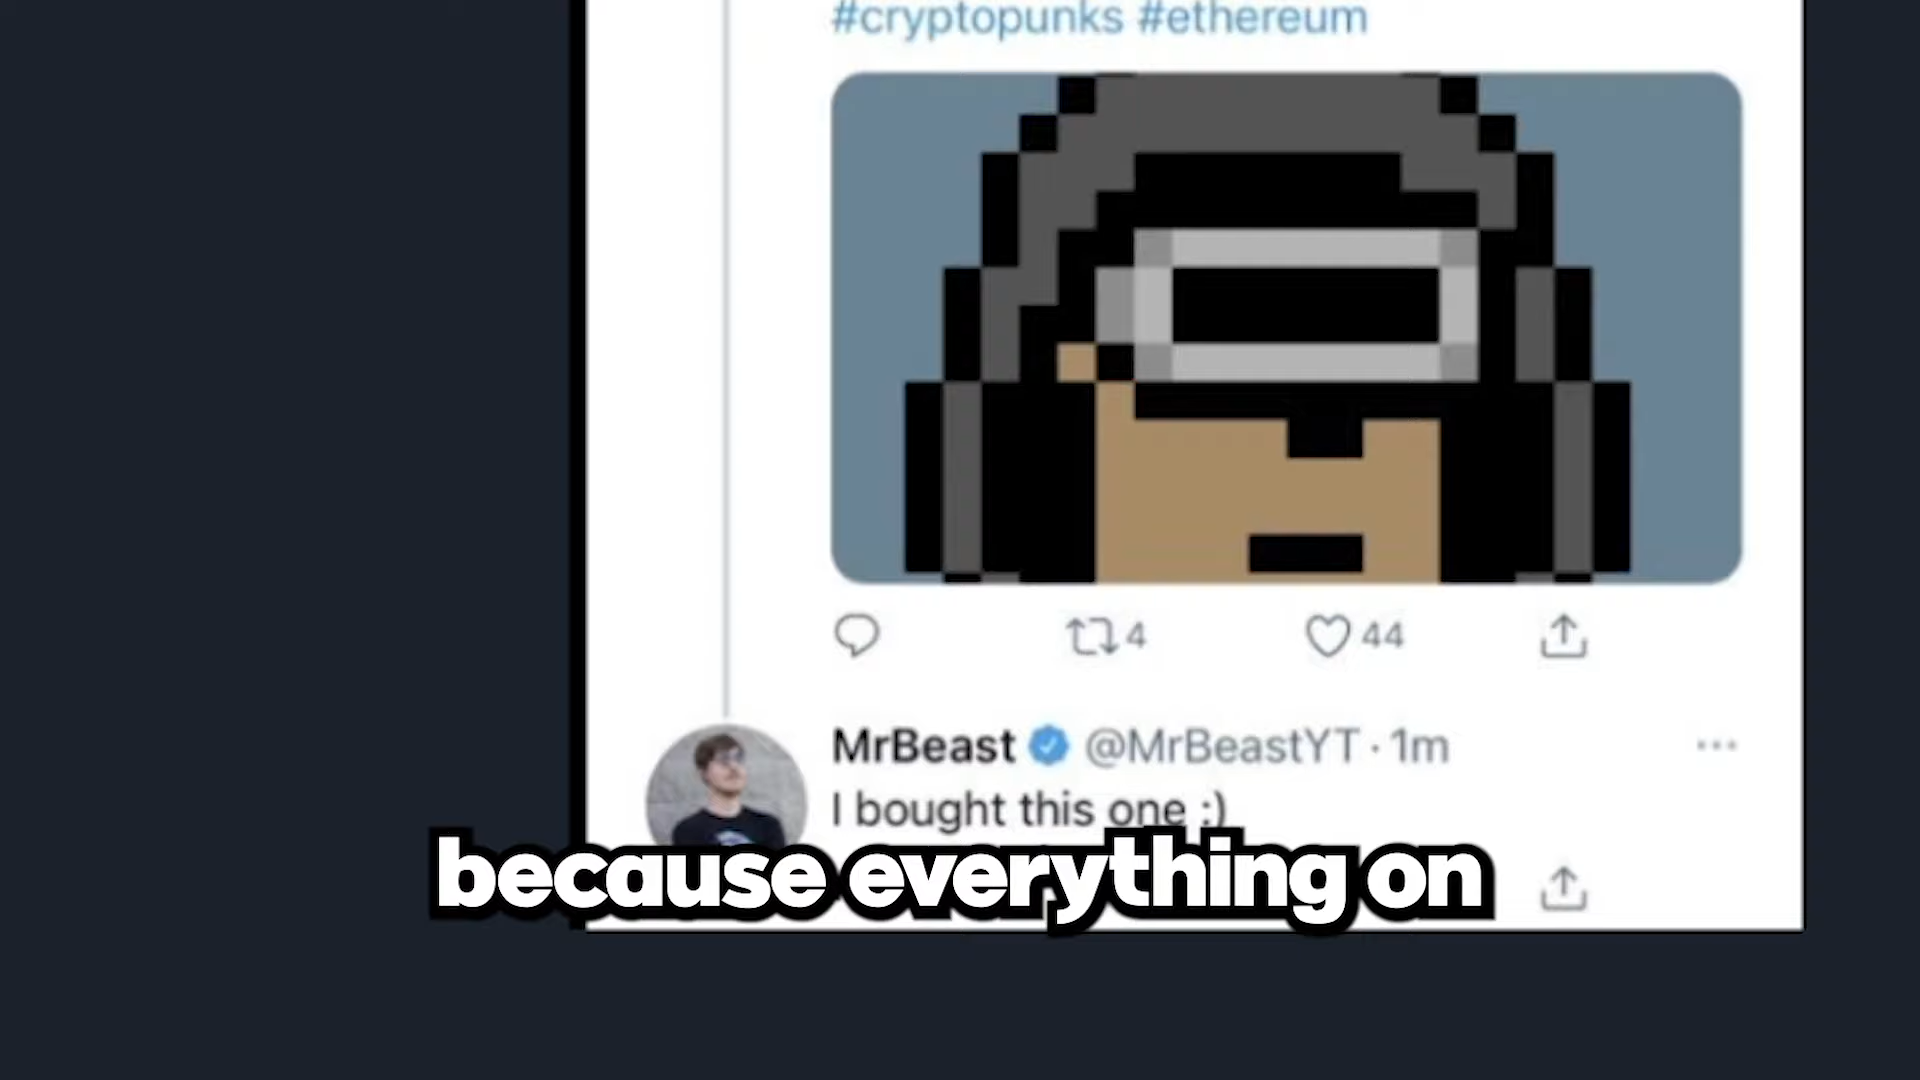 #cryptopunks #ethereum
4
44
MrBeast @MrBeastYT · 1m
I bought this one :)
because everything on